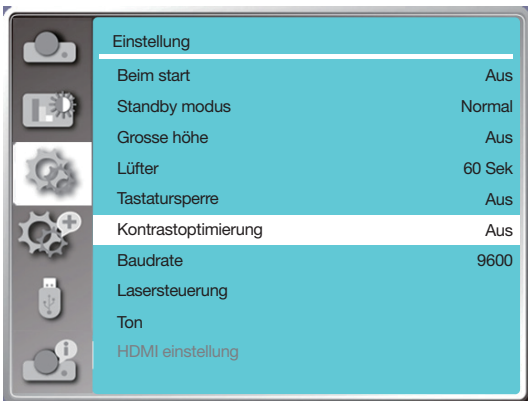 Einstellung
Beim start Aus
Standby modus Normal
Grosse höhe Aus
Lüfter 60 Sek
Tastatursperre Aus
Kontrastoptimierung Aus
Baudrate 9600
Lasersteuerung
Ton
HDMI einstellung